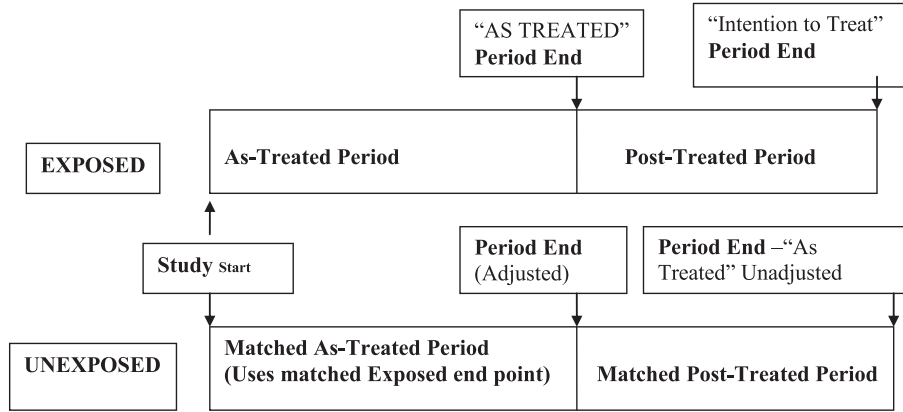 “AS TREATED”
Period End
“Intention to Treat”
Period End
EXPOSED
As-Treated Period
Post-Treated Period
Study Start
Period End
(Adjusted)
Period End –“As
Treated” Unadjusted
UNEXPOSED
Matched As-Treated Period
(Uses matched Exposed end point)
Matched Post-Treated Period